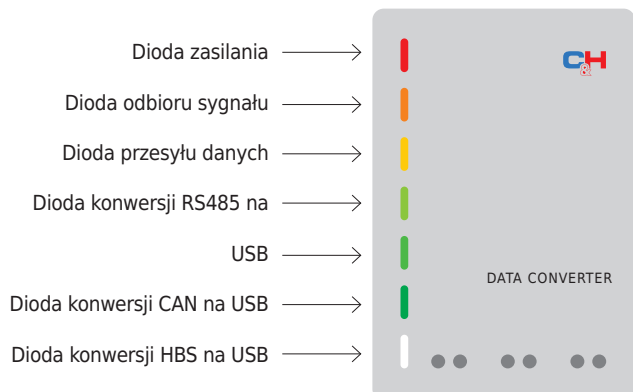 Dioda zasilania
C&H
Dioda odbioru sygnału
Dioda przesyłu danych
Dioda konwersji RS485 na
USB
DATA CONVERTER
Dioda konwersji CAN na USB
Dioda konwersji HBS na USB